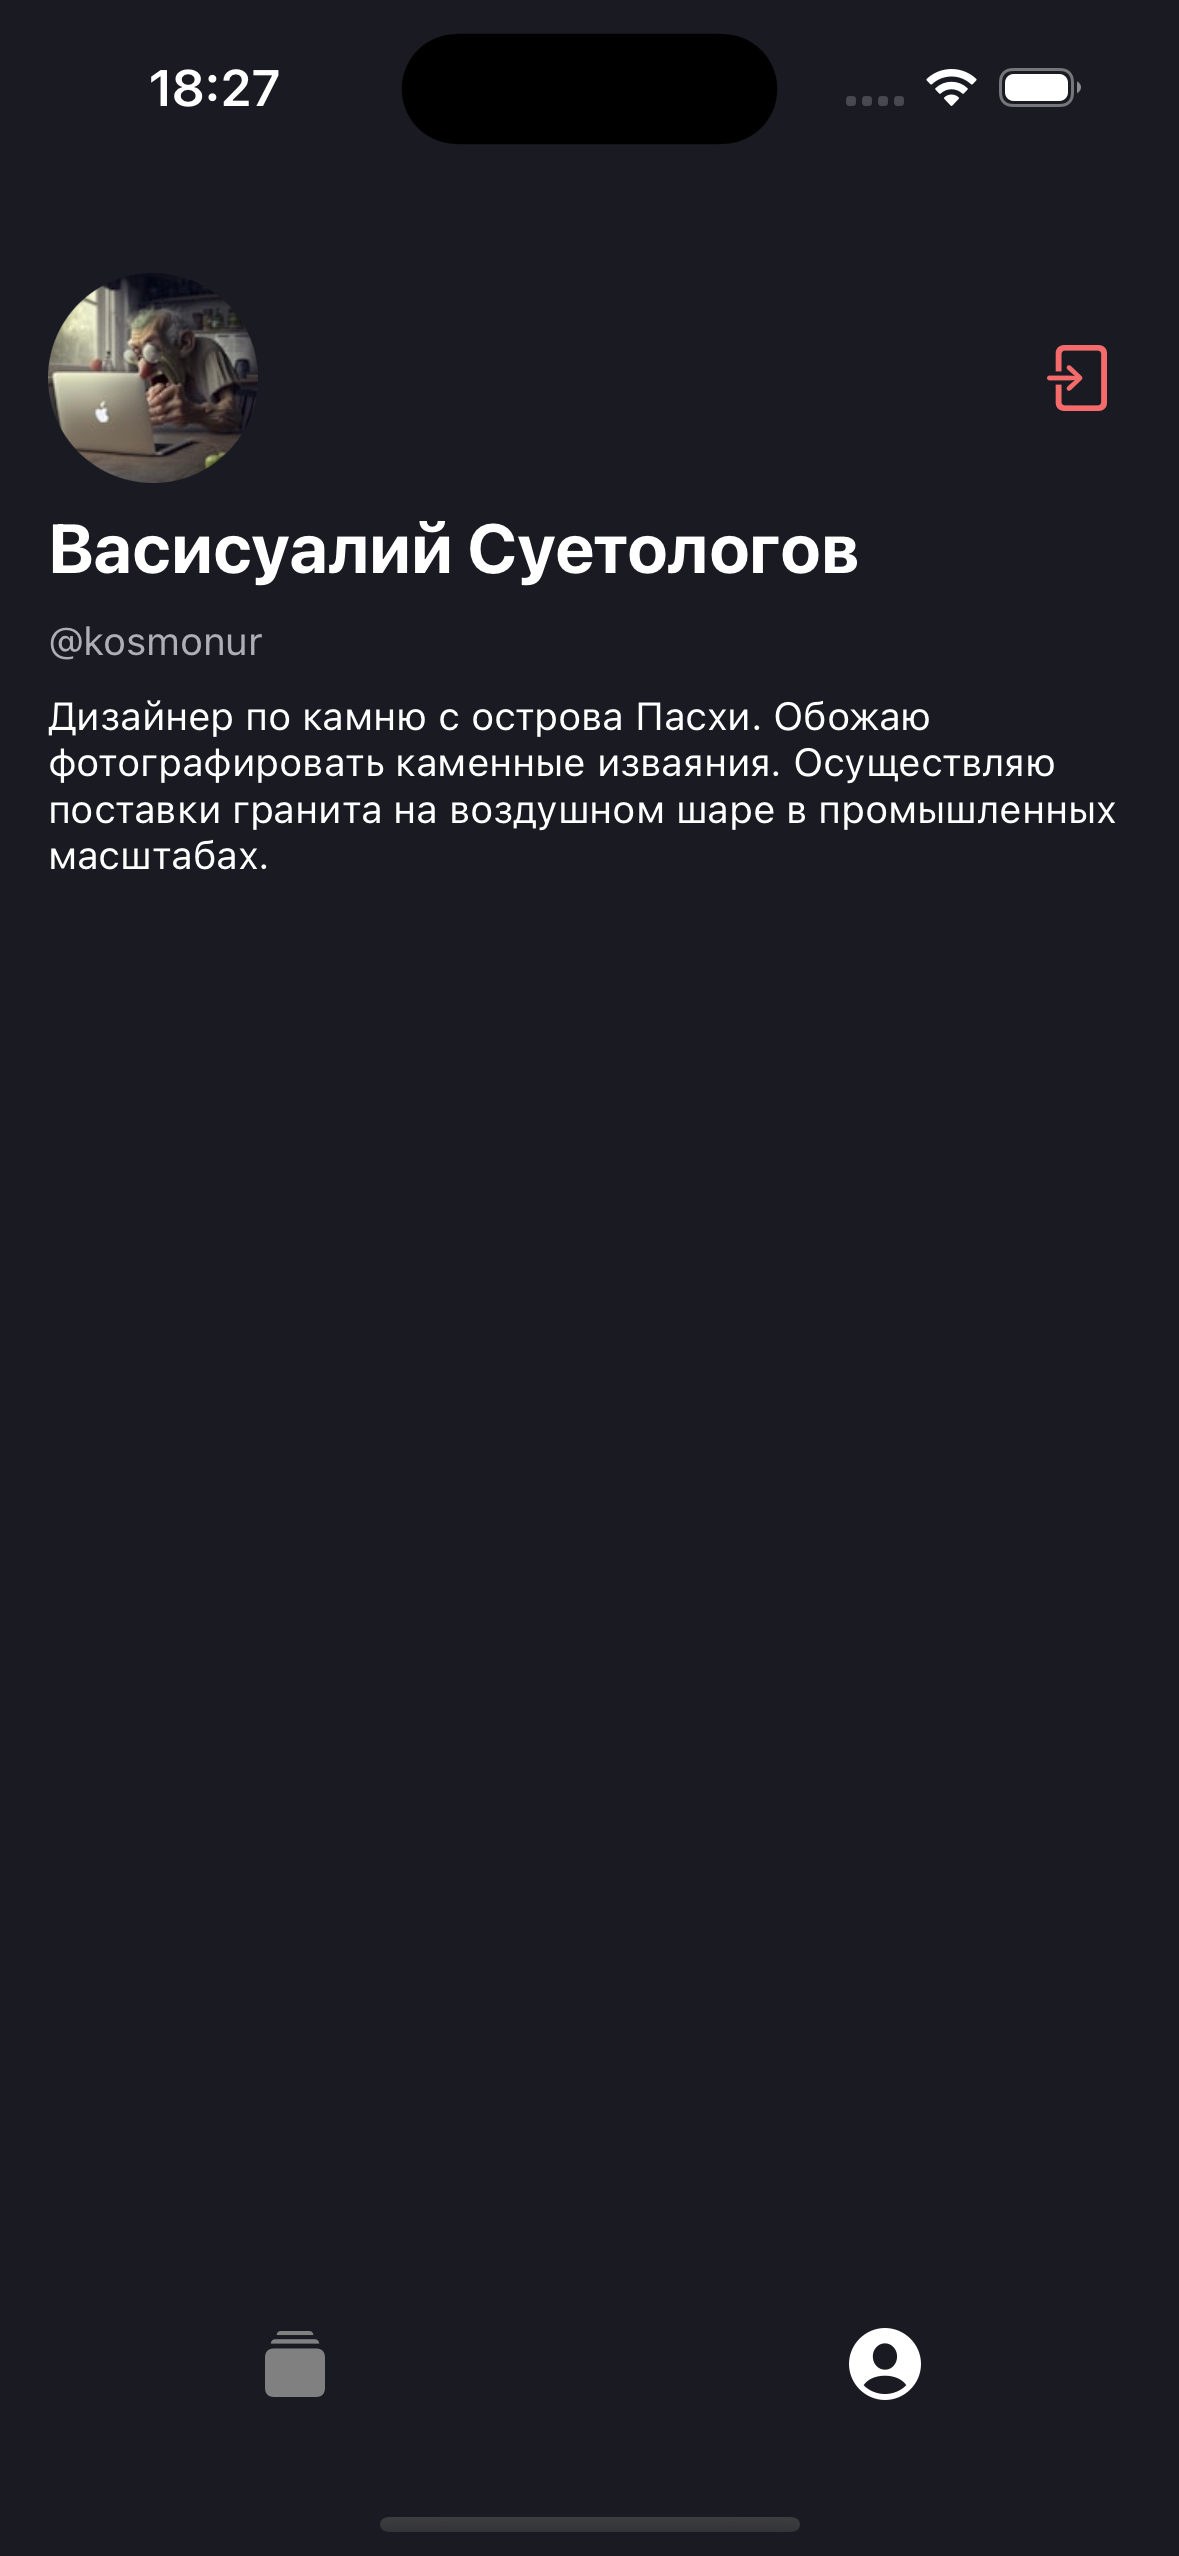 18:27
Васисуалий Суетологов
@kosmonur
Дизайнер по камню с острова Пасхи. Обожаю
фотографировать каменные изваяния. Осуществляю
поставки гранита на воздушном шаре в промышленных
масштабах.